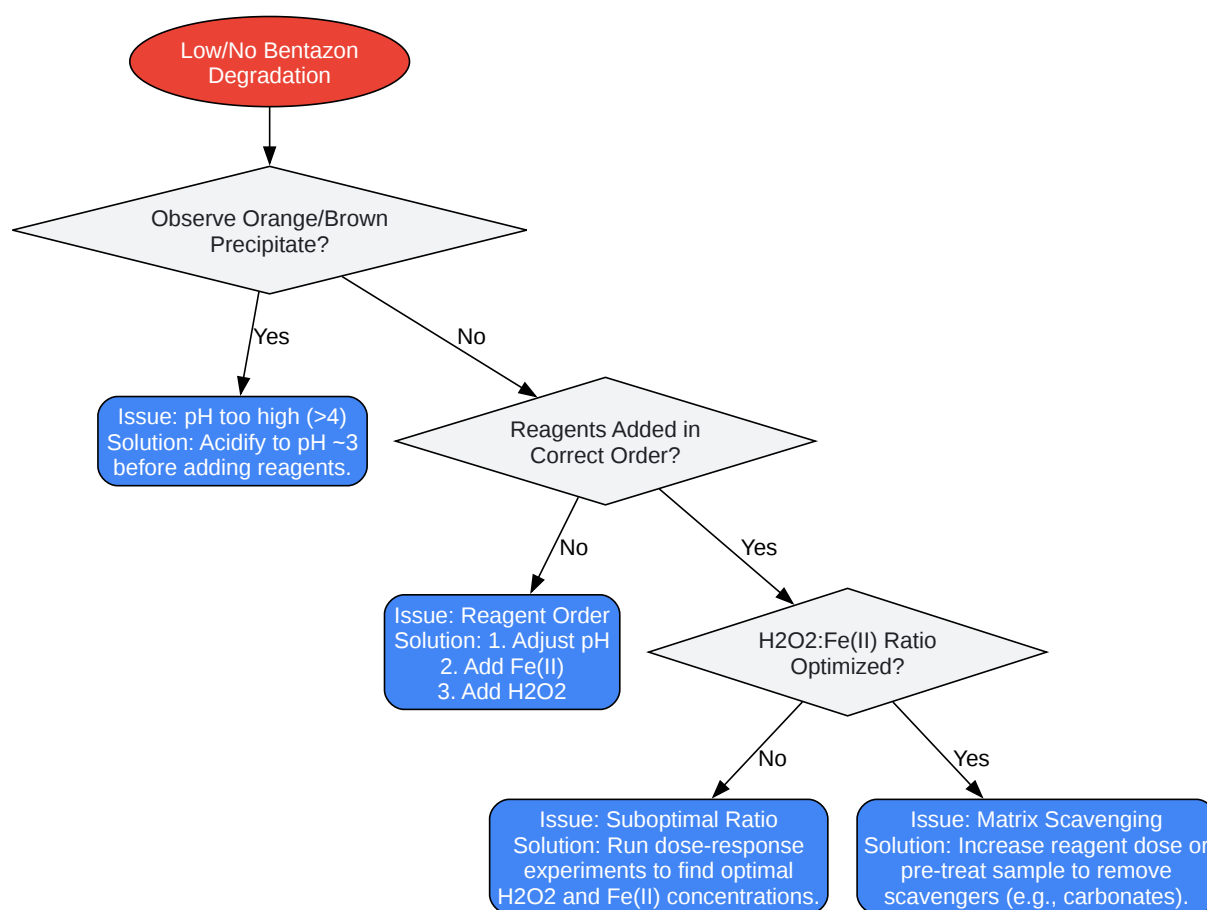 Low/No Bentazon
Degradation
Observe Orange/Brown
Precipitate?
Yes
No
Issue: pH too high (>4)
Solution: Acidify to pH ~3
before adding reagents.
Reagents Added in
Correct Order?
No
Yes
Issue: Reagent Order
Solution: 1. Adjust pH
2. Add Fe(II)
3. Add H2O2
H2O2:Fe(II) Ratio
Optimized?
No
Yes
Issue: Suboptimal Ratio
Solution: Run dose-response
experiments to find optimal
H2O2 and Fe(II) concentrations.
Issue: Matrix Scavenging
Solution: Increase reagent dose or
pre-treat sample to remove
scavengers (e.g., carbonates).